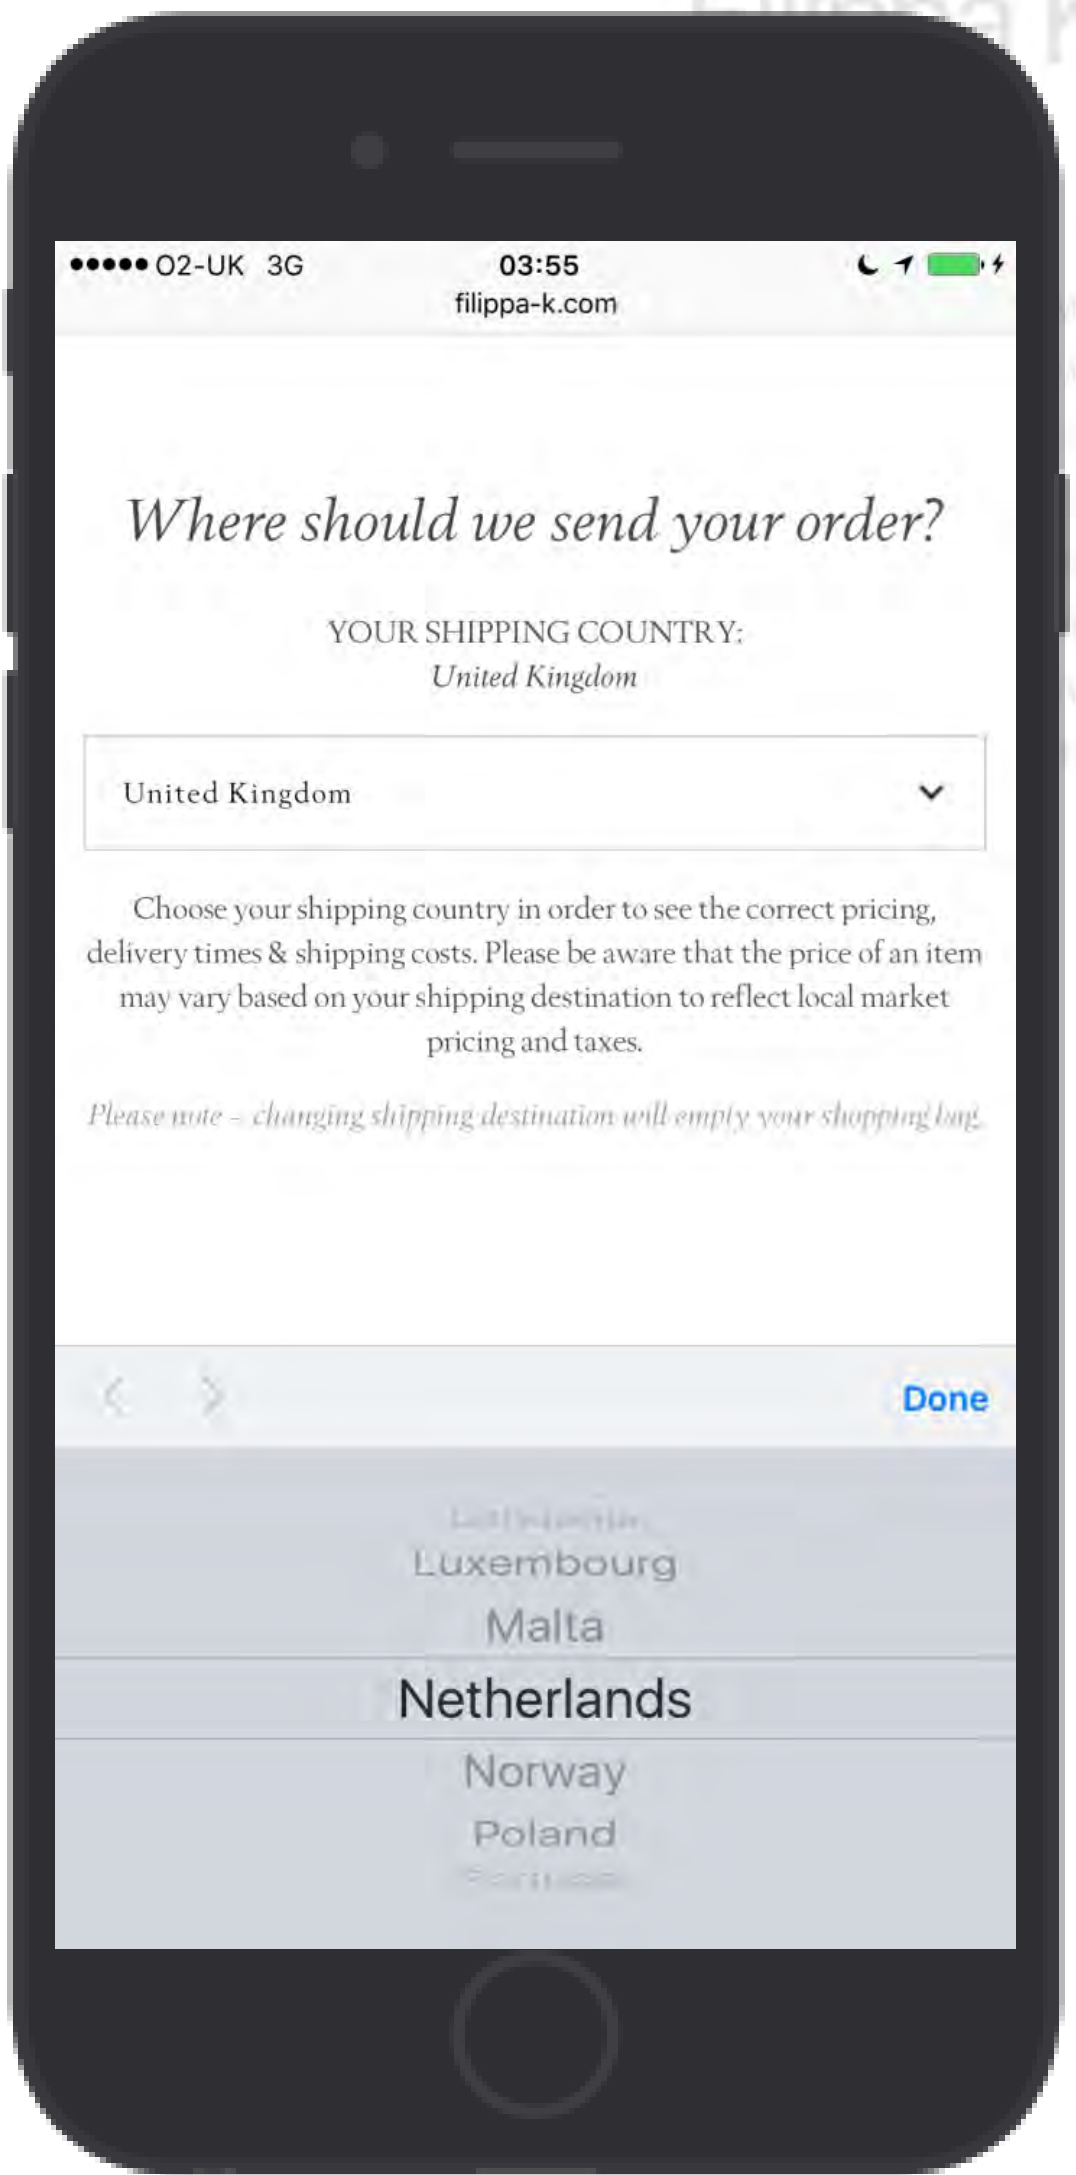 O2-UK 3G 03:55
filippa-k.com
Where should we send your order?
YOUR SHIPPING COUNTRY:
United Kingdom
United Kingdom
Choose your shipping country in order to see the correct pricing,
delivery times & shipping costs. Please be aware that the price of an item
may vary based on your shipping destination to reflect local market
pricing and taxes.
Please note – changing shipping destination will empty your shopping bag.
Done
Luxembourg
Malta
Netherlands
Norway
Poland